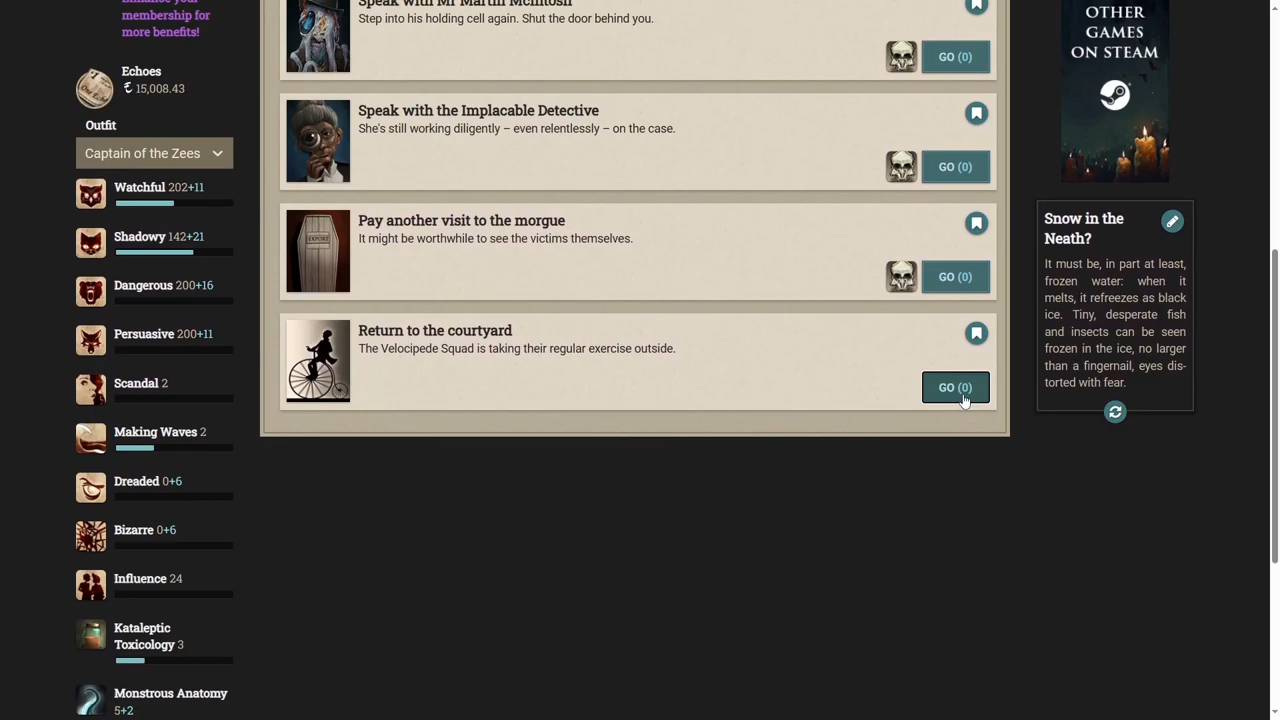 Enhance your
membership for
more benefits!
Echoes
15,008.43
Outfit
Captain of the Zees
Watchful 202+11
Shadowy 142+21
Dangerous 200+16
Persuasive 200+11
Scandal 2
Making Waves 2
Dreaded 0+6
Bizarre 0+6
Influence 24
Kataleptic
Toxicology 3
Monstrous Anatomy
5+2
Speak with Mr Martin McIntosh
Step into his holding cell again. Shut the door behind you.
GO (0)
Speak with the Implacable Detective
She's still working diligently – even relentlessly – on the case.
GO (0)
EXPORT
Pay another visit to the morgue
It might be worthwhile to see the victims themselves.
GO (0)
Return to the courtyard
The Velocipede Squad is taking their regular exercise outside.
GO (0)
OTHER
GAMES
ON STEAM
Snow in the
Neath?
It must be, in part at least,
frozen water: when it
melts, it refreezes as black
ice. Tiny, desperate fish
and insects can be seen
frozen in the ice, no larger
than a fingernail, eyes dis-
torted with fear.